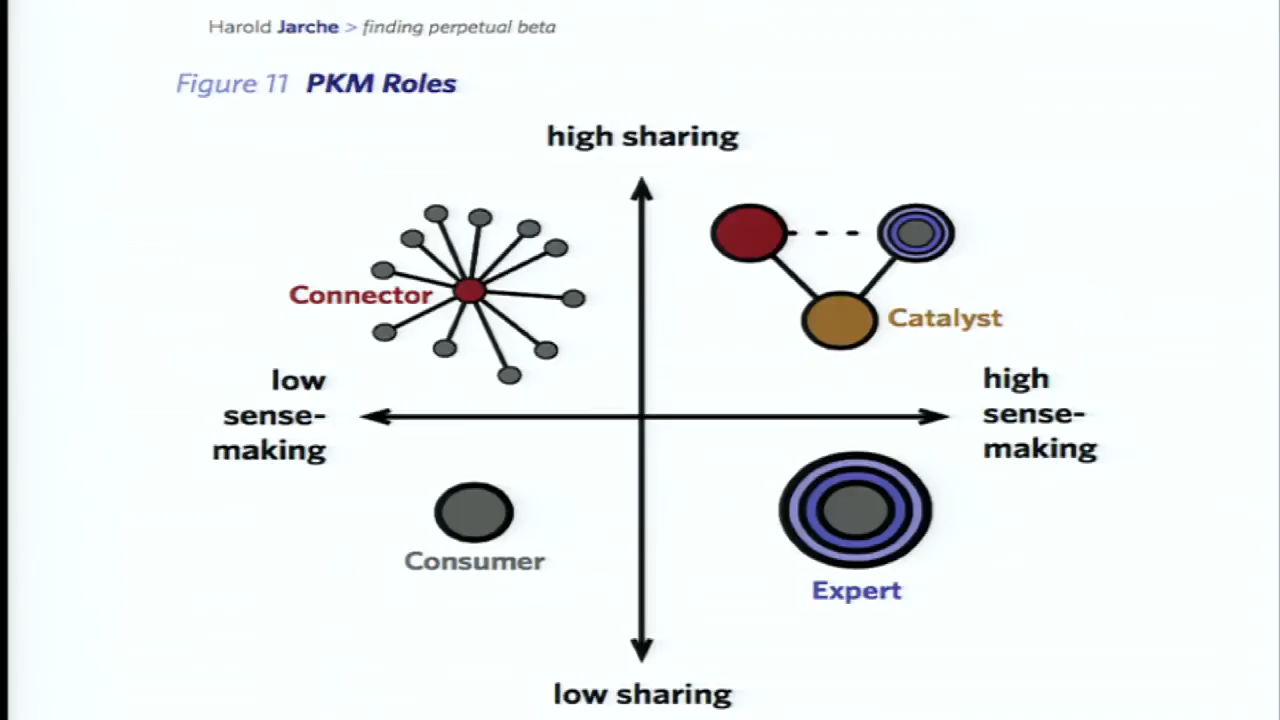 Harold Jarche > finding perpetual beta
Figure 11 PKM Roles
high sharing
Connector
Catalyst
low
sense-
making
high
sense-
making
Consumer
Expert
low sharing